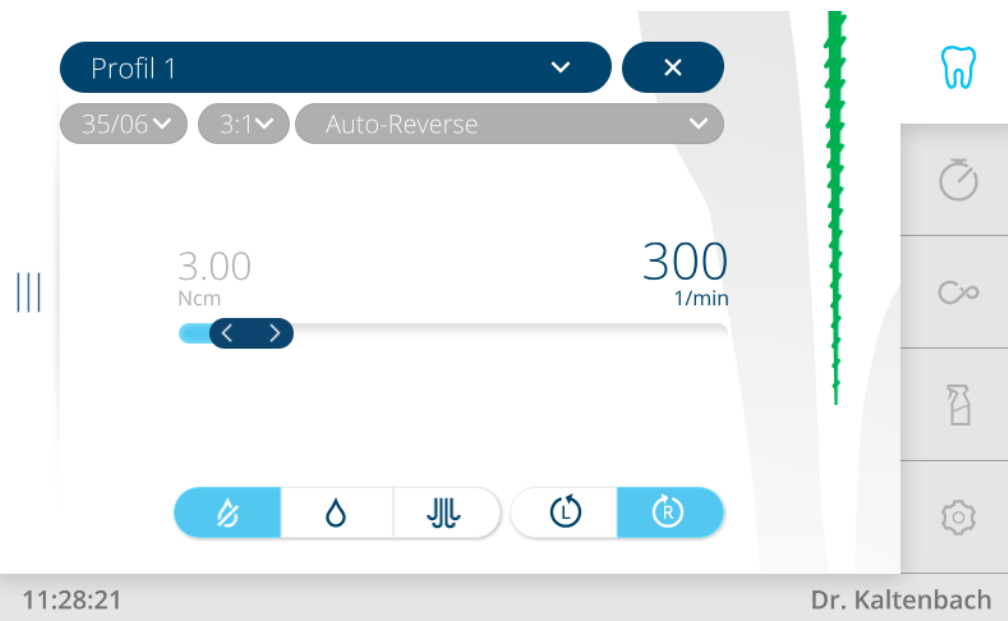 Profil 1
35/06 3:1 Auto-Reverse
3.00 300
Ncm 1/min
L R
11:28:21 Dr. Kaltenbach